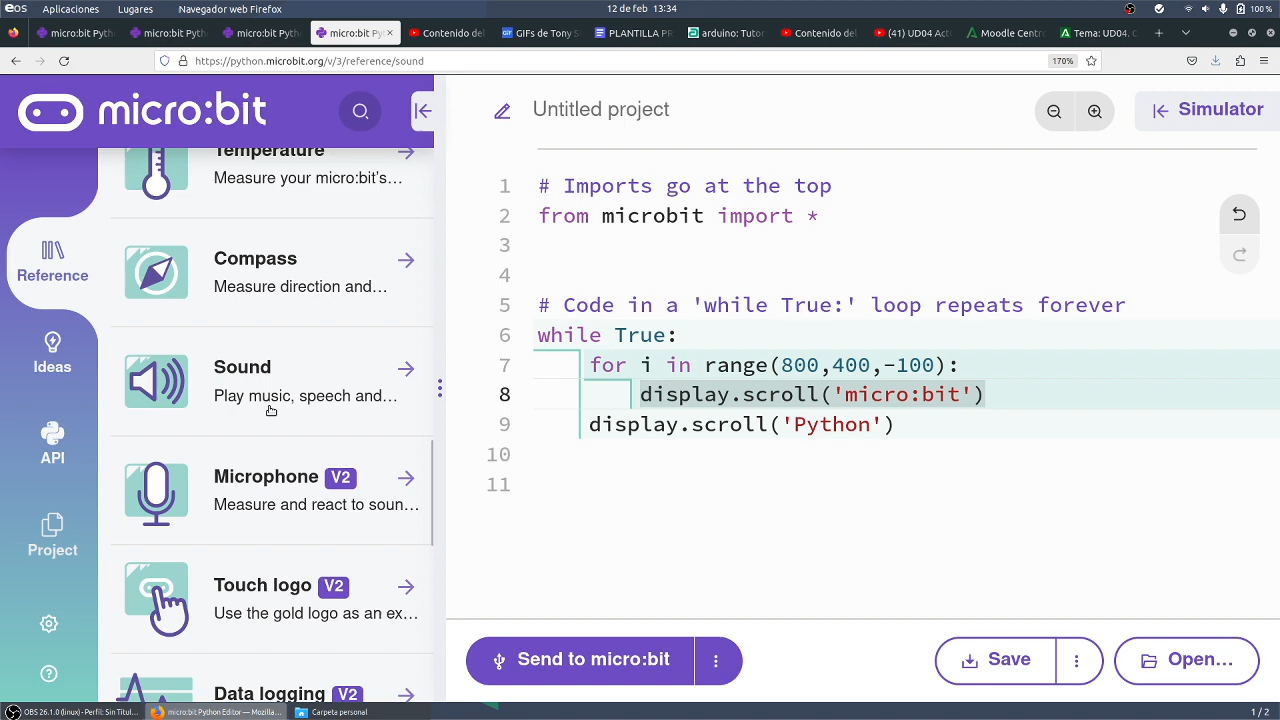 eos Aplicaciones Lugares Navegador web Firefox 12 de feb 13:34 100 %
micro:bit Pyth micro:bit Pyth micro:bit Pyth micro:bit Pyt Contenido del GIFs de Tony S PLANTILLA PR arduino: Tutor Contenido del (41) UD04 Act Moodle Centro Tema: UD04. C
https://python.microbit.org/v/3/reference/sound 170%
micro:bit
Untitled project
Simulator
Temperature
Measure your micro:bit's…
Reference
Compass
Measure direction and…
Ideas
Sound
Play music, speech and…
API
Microphone V2
Measure and react to soun…
Project
Touch logo V2
Use the gold logo as an ex…
Data logging V2
1 # Imports go at the top
2 from microbit import *
3
4
5 # Code in a 'while True:' loop repeats forever
6 while True:
7 for i in range(800,400,-100):
8 display.scroll('micro:bit')
9 display.scroll('Python')
10
11
Send to micro:bit
Save
Open...
OBS 26.1.0 (linux) - Perfil: Sin Titul… micro:bit Python Editor — Mozilla… Carpeta personal 1 / 2